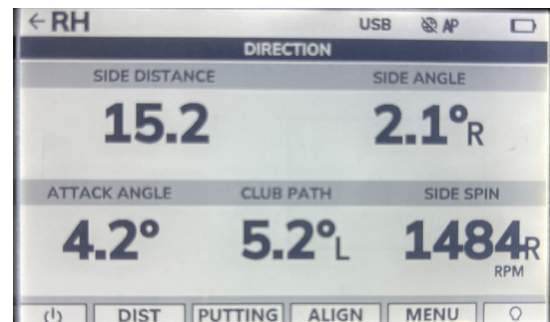 ←RH USB AP
DIRECTION
SIDE DISTANCE SIDE ANGLE
15.2 2.1°R
ATTACK ANGLE CLUB PATH SIDE SPIN
4.2° 5.2°L 1484R
RPM
DIST PUTTING ALIGN MENU